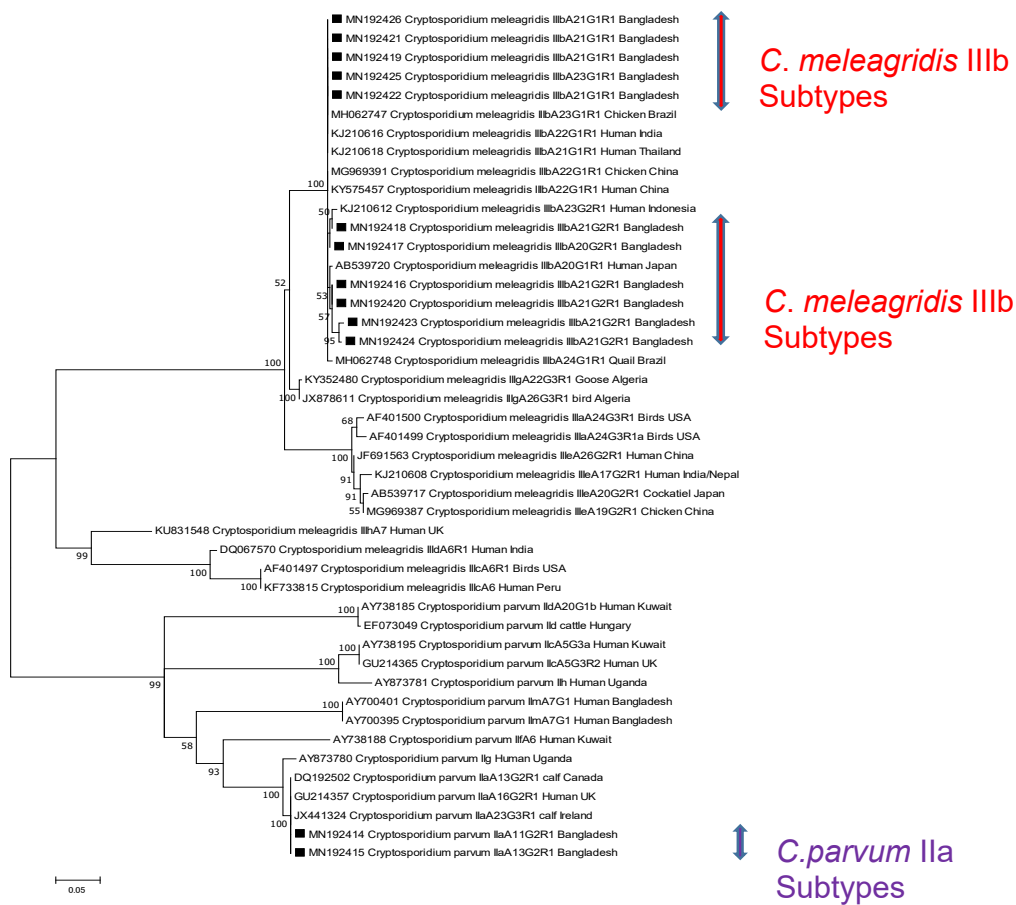 MN192426 Cryptosporidium meleagridis IIIbA21G1R1 Bangladesh
MN192421 Cryptosporidium meleagridis IIIbA21G1R1 Bangladesh
MN192419 Cryptosporidium meleagridis IIIbA21G1R1 Bangladesh
MN192425 Cryptosporidium meleagridis IIIbA23G1R1 Bangladesh
MN192422 Cryptosporidium meleagridis IIIbA21G1R1 Bangladesh
C. meleagridis IIIb
Subtypes
MH062747 Cryptosporidium meleagridis IIIbA23G1R1 Chicken Brazil
KJ210616 Cryptosporidium meleagridis IIIbA22G1R1 Human India
KJ210618 Cryptosporidium meleagridis IIIbA21G1R1 Human Thailand
MG969391 Cryptosporidium meleagridis IIIbA22G1R1 Chicken China
100
KY575457 Cryptosporidium meleagridis IIIbA22G1R1 Human China
50
KJ210612 Cryptosporidium meleagridis IIIbA23G2R1 Human Indonesia
MN192418 Cryptosporidium meleagridis IIIbA21G2R1 Bangladesh
MN192417 Cryptosporidium meleagridis IIIbA20G2R1 Bangladesh
AB539720 Cryptosporidium meleagridis IIIbA20G1R1 Human Japan
52
MN192416 Cryptosporidium meleagridis IIIbA21G2R1 Bangladesh
53
MN192420 Cryptosporidium meleagridis IIIbA21G2R1 Bangladesh
57
MN192423 Cryptosporidium meleagridis IIIbA21G2R1 Bangladesh
95
MN192424 Cryptosporidium meleagridis IIIbA21G2R1 Bangladesh
C. meleagridis IIIb
Subtypes
MH062748 Cryptosporidium meleagridis IIIbA24G1R1 Quail Brazil
100
KY352480 Cryptosporidium meleagridis IIIgA22G3R1 Goose Algeria
100
JX878611 Cryptosporidium meleagridis IIIgA26G3R1 bird Algeria
AF401500 Cryptosporidium meleagridis IIIaA24G3R1 Birds USA
68
AF401499 Cryptosporidium meleagridis IIIaA24G3R1a Birds USA
100
JF691563 Cryptosporidium meleagridis IIIeA26G2R1 Human China
91
KJ210608 Cryptosporidium meleagridis IIIeA17G2R1 Human India/Nepal
91
AB539717 Cryptosporidium meleagridis IIIeA20G2R1 Cockatiel Japan
55
MG969387 Cryptosporidium meleagridis IIIeA19G2R1 Chicken China
KU831548 Cryptosporidium meleagridis IIIhA7 Human UK
99
DQ067570 Cryptosporidium meleagridis IIIdA6R1 Human India
100
AF401497 Cryptosporidium meleagridis IIIcA6R1 Birds USA
100
KF733815 Cryptosporidium meleagridis IIIcA6 Human Peru
100
AY738185 Cryptosporidium parvum IIdA20G1b Human Kuwait
EF073049 Cryptosporidium parvum IId cattle Hungary
100
AY738195 Cryptosporidium parvum IIcA5G3a Human Kuwait
100
GU214365 Cryptosporidium parvum IIcA5G3R2 Human UK
99
AY873781 Cryptosporidium parvum IIh Human Uganda
100
AY700401 Cryptosporidium parvum IImA7G1 Human Bangladesh
AY700395 Cryptosporidium parvum IImA7G1 Human Bangladesh
58
AY738188 Cryptosporidium parvum IIfA6 Human Kuwait
93
AY873780 Cryptosporidium parvum IIg Human Uganda
100
DQ192502 Cryptosporidium parvum IIaA13G2R1 calf Canada
GU214357 Cryptosporidium parvum IIaA16G2R1 Human UK
100
JX441324 Cryptosporidium parvum IIaA23G3R1 calf Ireland
MN192414 Cryptosporidium parvum IIaA11G2R1 Bangladesh
MN192415 Cryptosporidium parvum IIaA13G2R1 Bangladesh
C.parvum IIa
Subtypes
0.05